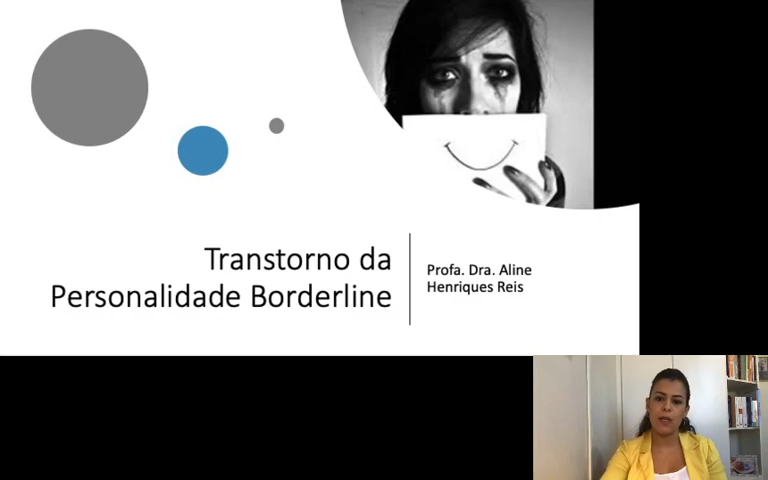 Transtorno da
Personalidade Borderline
Profa. Dra. Aline
Henriques Reis